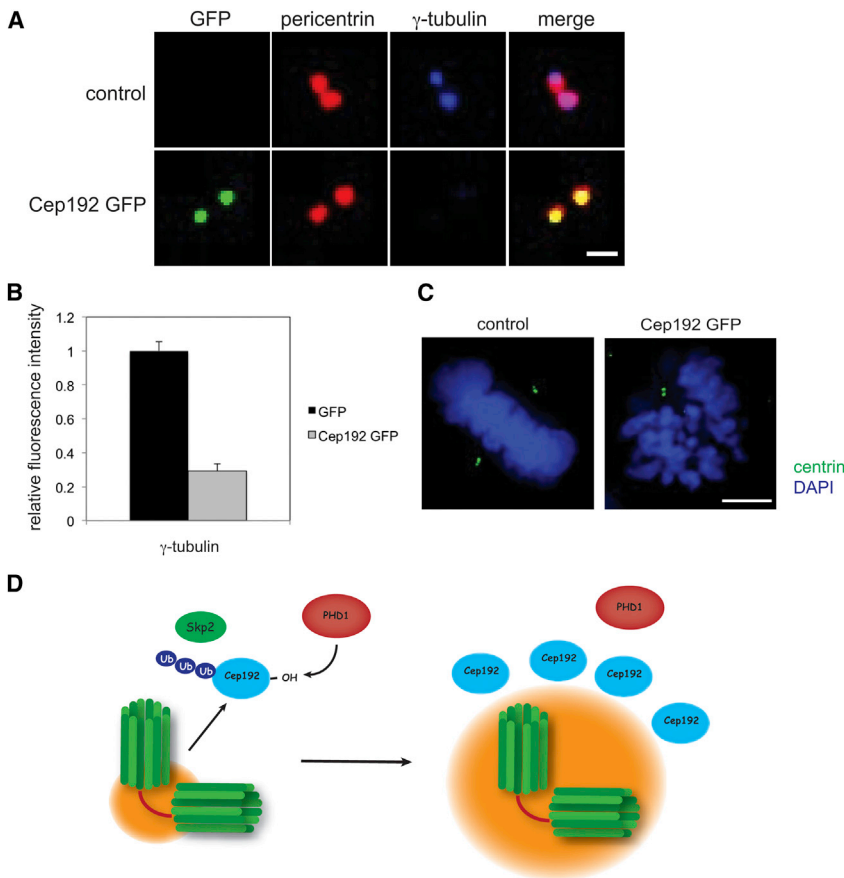 A
GFP pericentrin γ-tubulin merge
control
Cep192 GFP
B
relative fluorescence intensity
1.2
1
0.8
0.6
0.4
0.2
0
γ-tubulin
GFP
Cep192 GFP
C
control Cep192 GFP
centrin
DAPI
D
Skp2
PHD1
Ub Ub Ub Cep192 - OH
PHD1
Cep192 Cep192 Cep192 Cep192